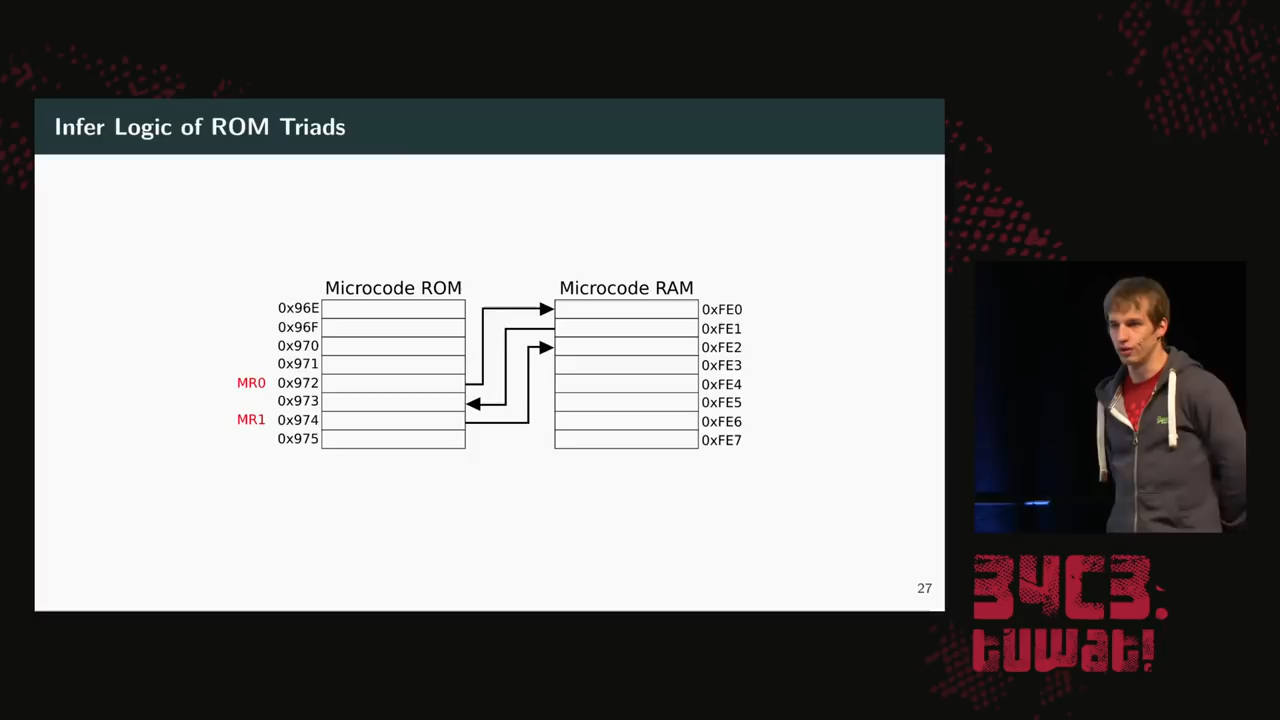 Infer Logic of ROM Triads
Microcode ROM
Microcode RAM
0x96E
0xFE0
0x96F
0xFE1
0x970
0xFE2
0x971
0xFE3
MR0 0x972
0xFE4
0x973
0xFE5
MR1 0x974
0xFE6
0x975
0xFE7
27
34C3.
tuwat!